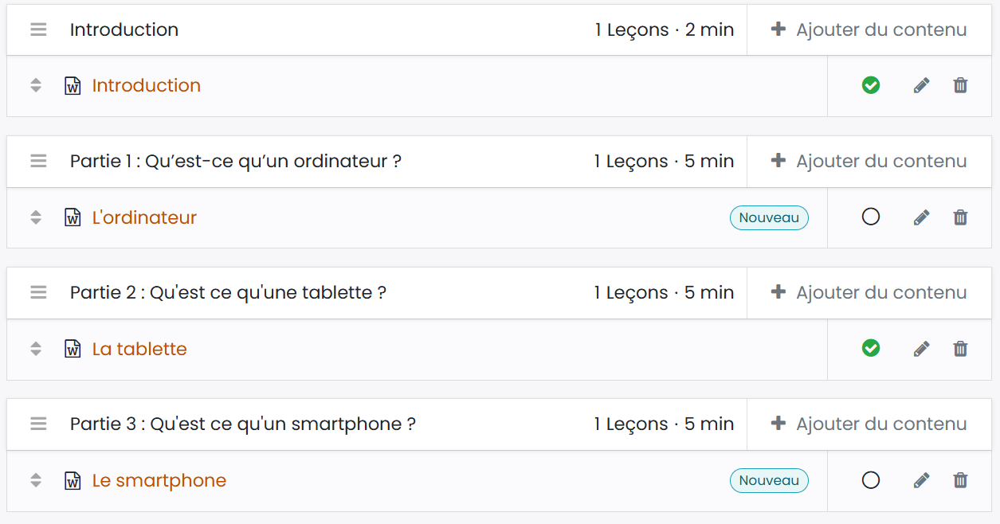 Introduction 1 Leçons · 2 min Ajouter du contenu
Introduction
Partie 1 : Qu’est-ce qu’un ordinateur ? 1 Leçons · 5 min Ajouter du contenu
L'ordinateur Nouveau
Partie 2 : Qu'est ce qu'une tablette ? 1 Leçons · 5 min Ajouter du contenu
La tablette
Partie 3 : Qu'est ce qu'un smartphone ? 1 Leçons · 5 min Ajouter du contenu
Le smartphone Nouveau